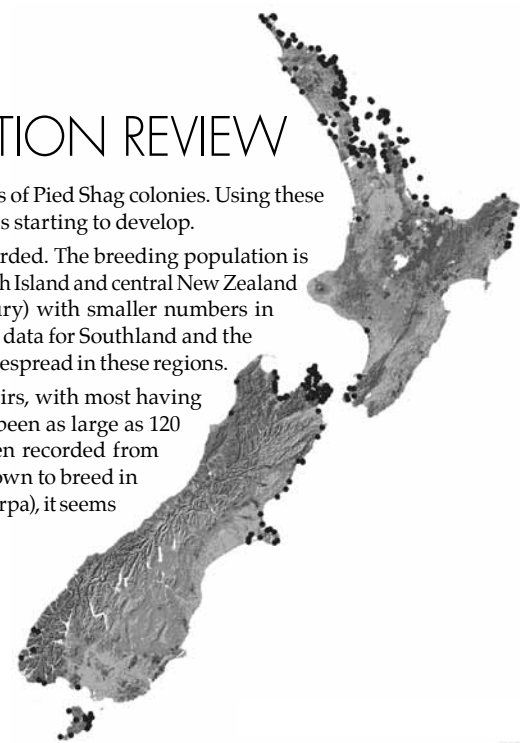 TION REVIEW
s of Pied Shag colonies. Using these
s starting to develop.
rded. The breeding population is
h Island and central New Zealand
ury) with smaller numbers in
data for Southland and the
espread in these regions.
irs, with most having
been as large as 120
en recorded from
own to breed in
rpa), it seems